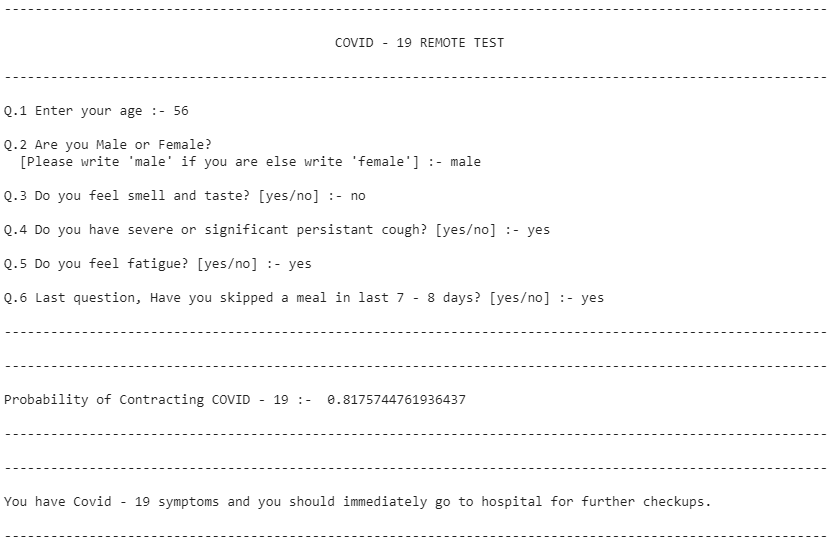 --------------------------------------------------------------------------------------------------------------
COVID - 19 REMOTE TEST
--------------------------------------------------------------------------------------------------------------
Q.1 Enter your age :- 56
Q.2 Are you Male or Female?
[Please write 'male' if you are else write 'female'] :- male
Q.3 Do you feel smell and taste? [yes/no] :- no
Q.4 Do you have severe or significant persistant cough? [yes/no] :- yes
Q.5 Do you feel fatigue? [yes/no] :- yes
Q.6 Last question, Have you skipped a meal in last 7 - 8 days? [yes/no] :- yes
--------------------------------------------------------------------------------------------------------------
--------------------------------------------------------------------------------------------------------------
Probability of Contracting COVID - 19 :-  0.8175744761936437
--------------------------------------------------------------------------------------------------------------
--------------------------------------------------------------------------------------------------------------
You have Covid - 19 symptoms and you should immediately go to hospital for further checkups.
--------------------------------------------------------------------------------------------------------------